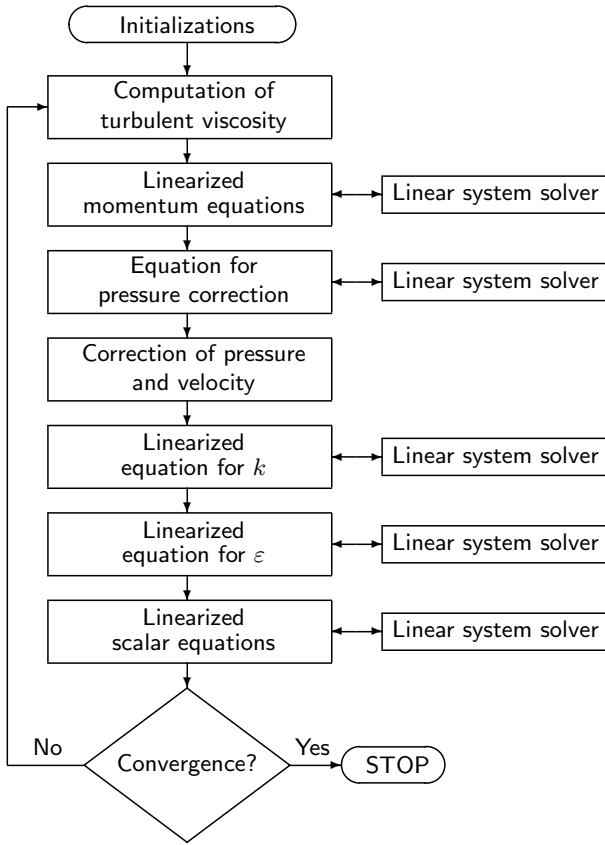 Initializations
Computation of
turbulent viscosity
Linearized
momentum equations
Linear system solver
Equation for
pressure correction
Linear system solver
Correction of pressure
and velocity
Linearized
equation for k
Linear system solver
Linearized
equation for ε
Linear system solver
Linearized
scalar equations
Linear system solver
No
Convergence?
Yes
STOP